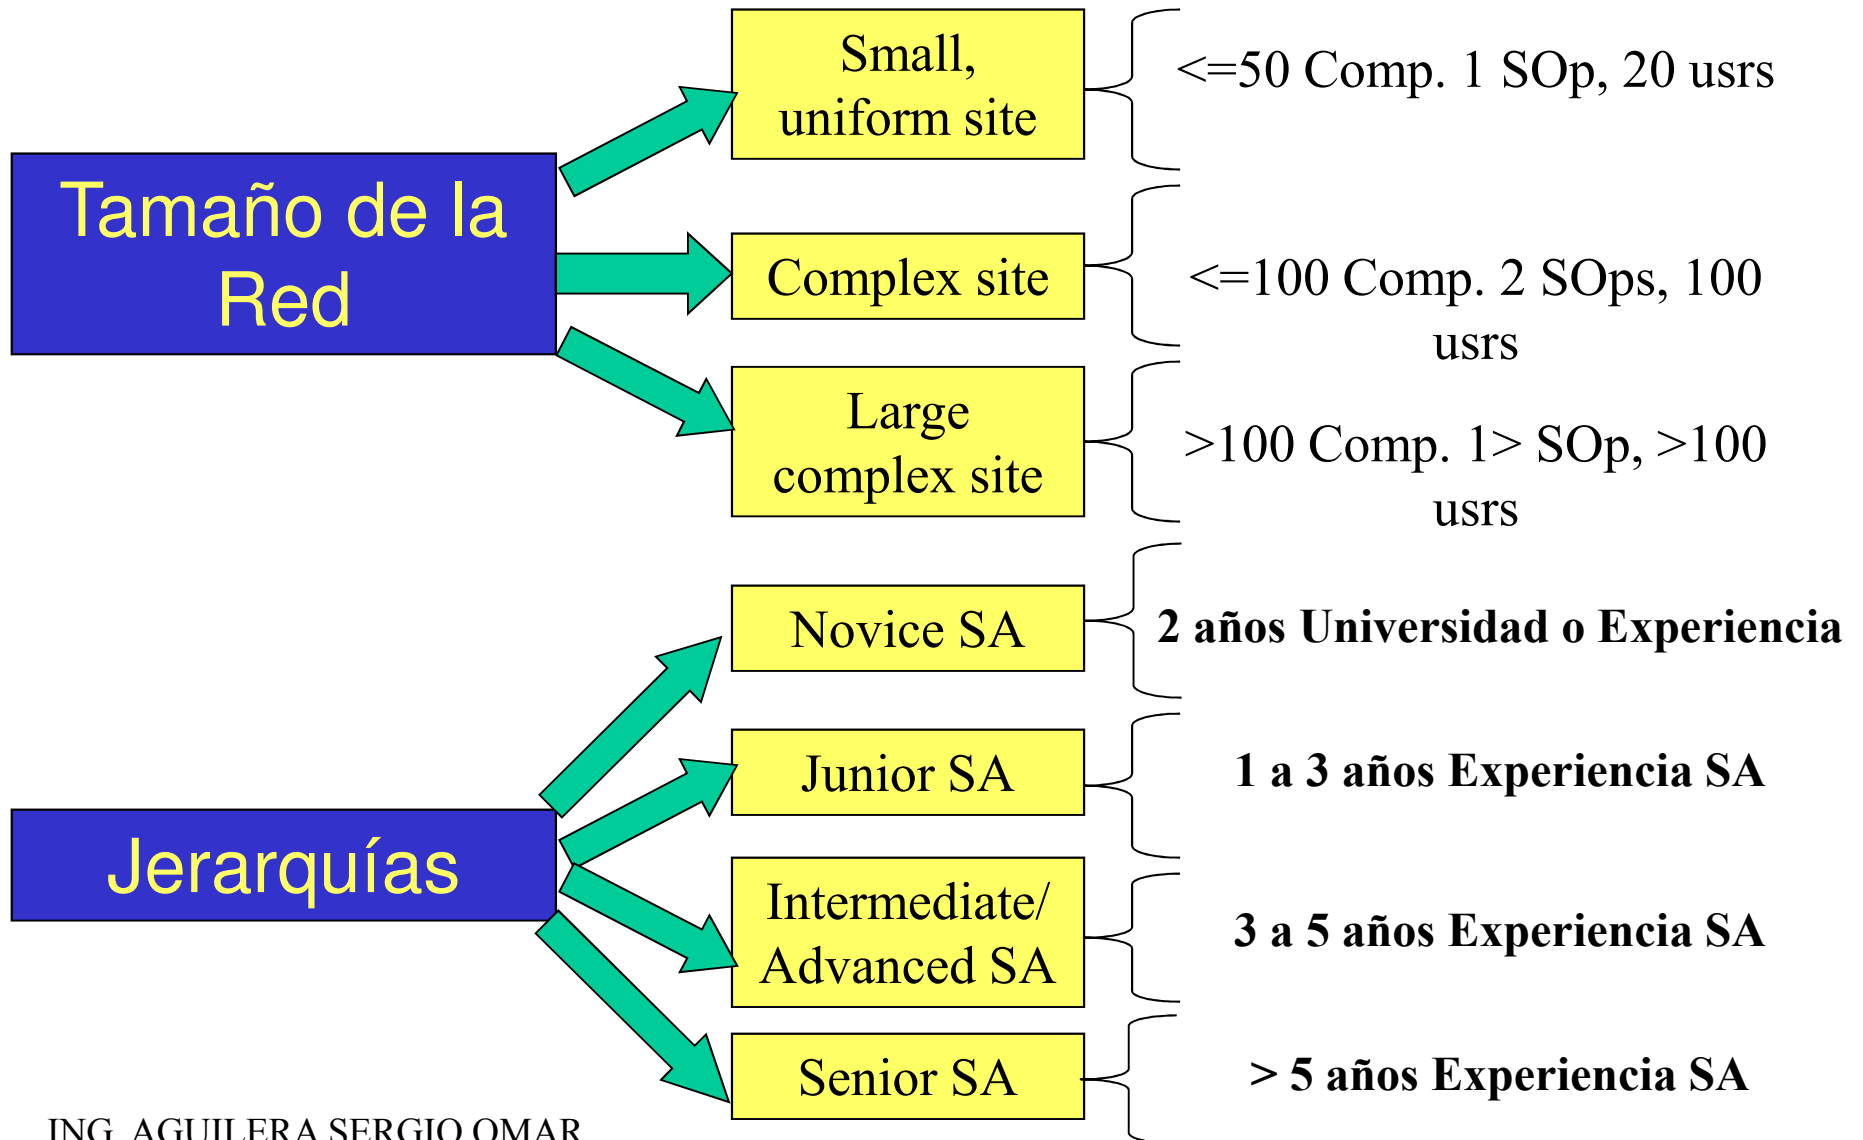 Tamaño de la
Red
Small,
uniform site
<=50 Comp. 1 SOp, 20 usrs
Complex site
<=100 Comp. 2 SOps, 100
usrs
Large
complex site
>100 Comp. 1> SOp, >100
usrs
Jerarquías
Novice SA
2 años Universidad o Experiencia
Junior SA
1 a 3 años Experiencia SA
Intermediate/
Advanced SA
3 a 5 años Experiencia SA
Senior SA
> 5 años Experiencia SA
ING. AGUILERA SERGIO OMAR